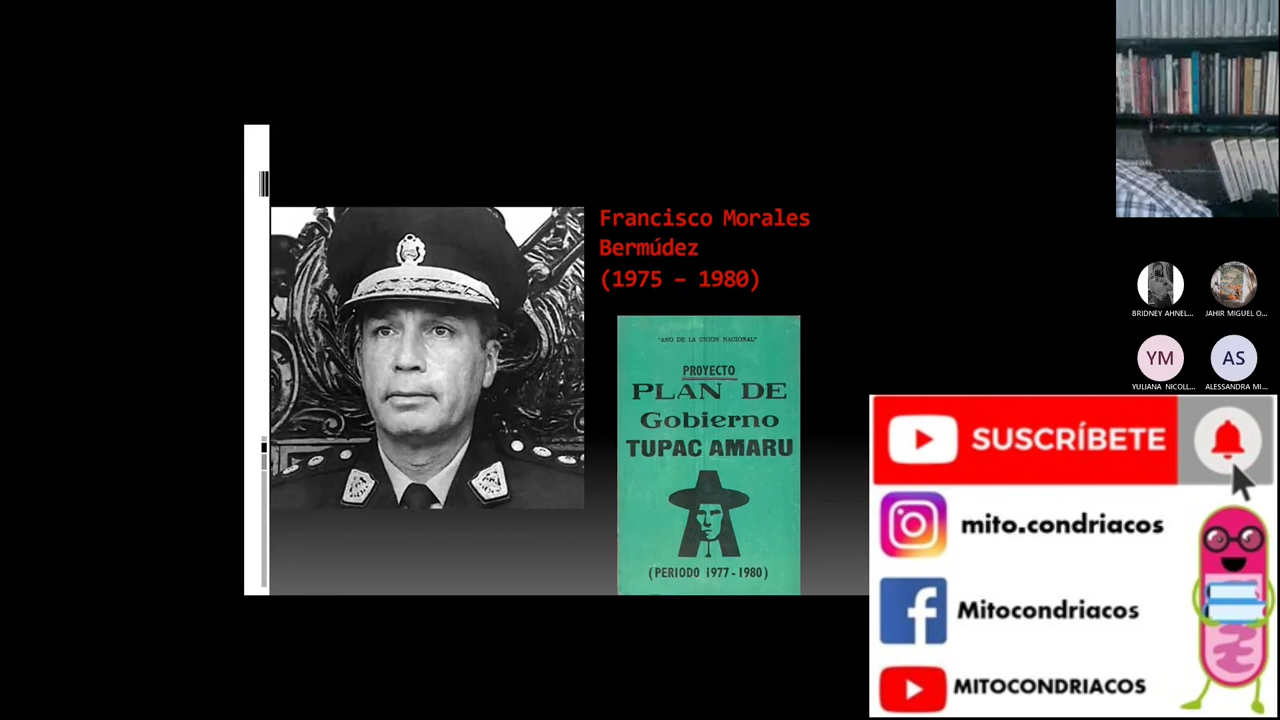 Francisco Morales
Bermúdez
(1975 – 1980)
"AÑO DE LA UNION NACIONAL"
PROYECTO
PLAN DE
Gobierno
TUPAC AMARU
(PERIODO 1977-1980)
BRIDNEY AHNEL...
JAHIR MIGUEL O...
YM
AS
YULIANA NICOLL...
ALESSANDRA MI...
SUSCRÍBETE
mito.condriacos
Mitocondriacos
MITOCONDRIACOS